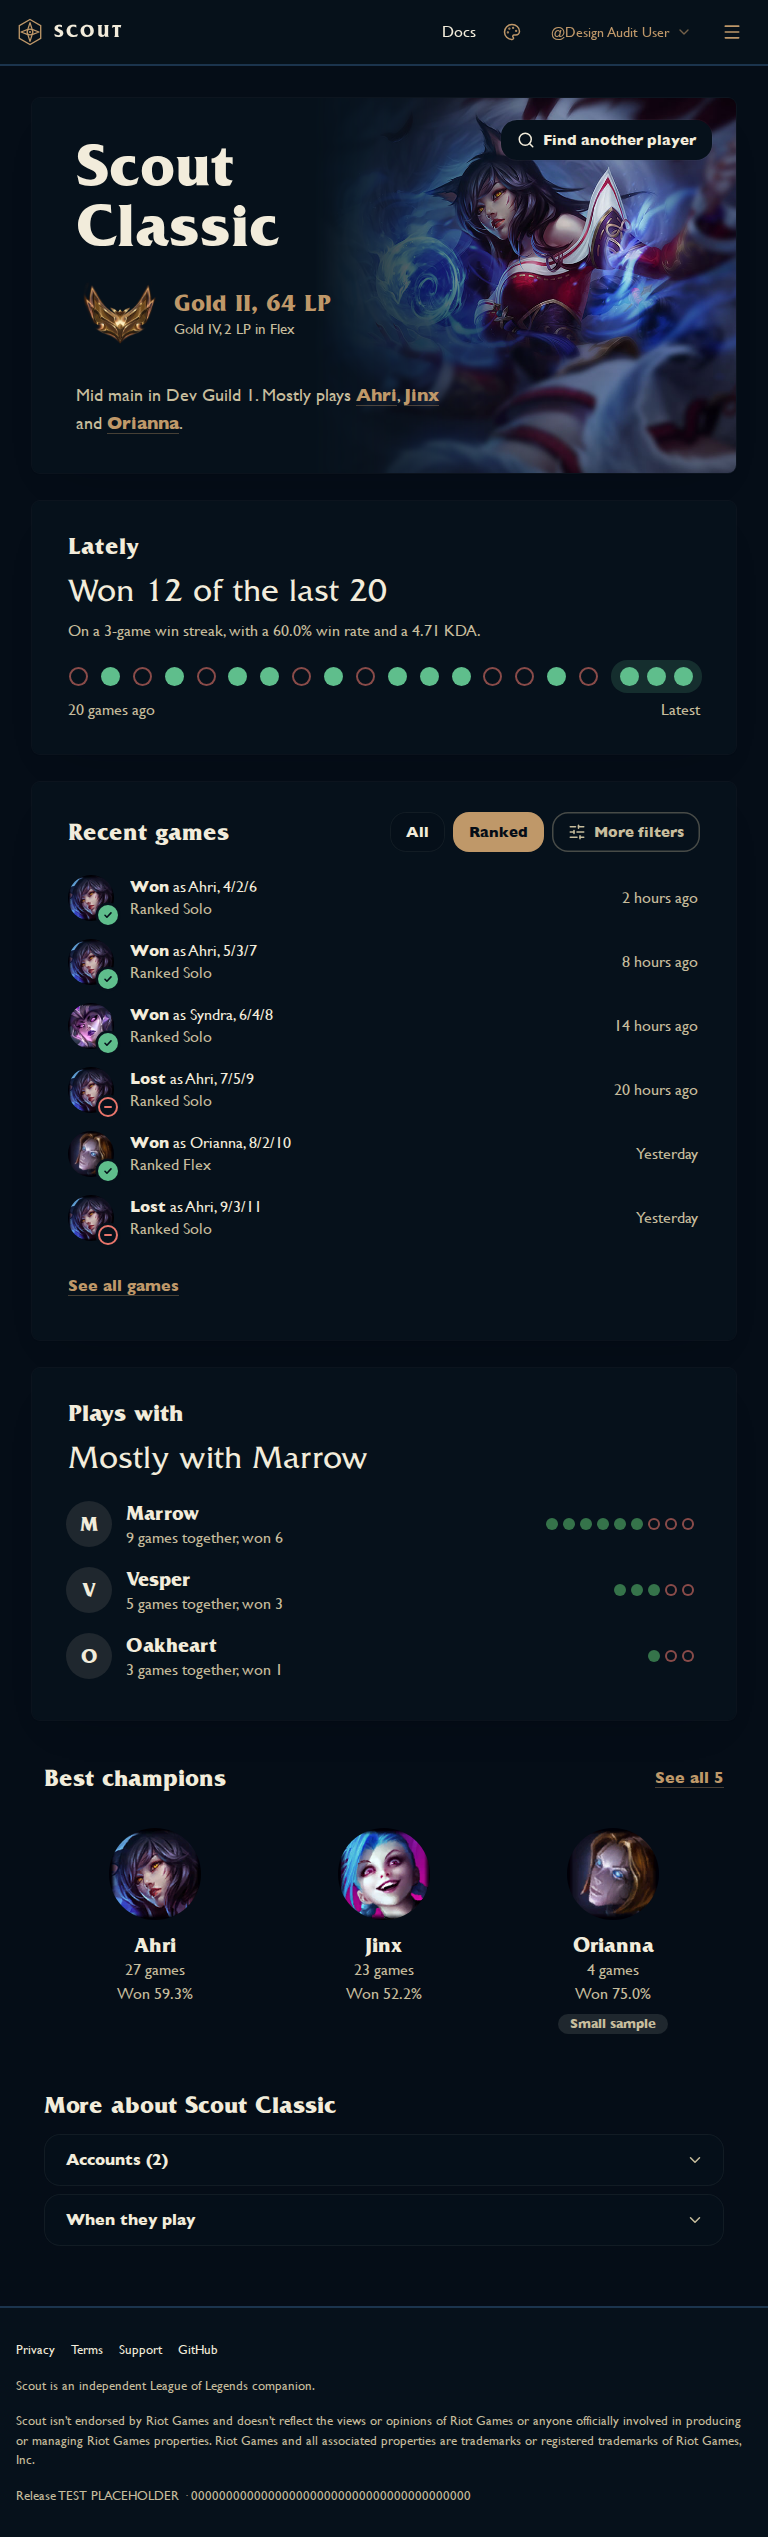 SCOUT
Docs
@Design Audit User
Find another player
Scout
Classic
Gold II, 64 LP
Gold IV, 2 LP in Flex
Mid main in Dev Guild 1. Mostly plays Ahri, Jinx
and Orianna.
Lately
Won 12 of the last 20
On a 3-game win streak, with a 60.0% win rate and a 4.71 KDA.
20 games ago
Latest
Recent games
All
Ranked
More filters
Won as Ahri, 4/2/6
Ranked Solo
2 hours ago
Won as Ahri, 5/3/7
Ranked Solo
8 hours ago
Won as Syndra, 6/4/8
Ranked Solo
14 hours ago
Lost as Ahri, 7/5/9
Ranked Solo
20 hours ago
Won as Orianna, 8/2/10
Ranked Flex
Yesterday
Lost as Ahri, 9/3/11
Ranked Solo
Yesterday
See all games
Plays with
Mostly with Marrow
M
Marrow
9 games together, won 6
V
Vesper
5 games together, won 3
O
Oakheart
3 games together, won 1
Best champions
See all 5
Ahri
27 games
Won 59.3%
Jinx
23 games
Won 52.2%
Orianna
4 games
Won 75.0%
Small sample
More about Scout Classic
Accounts (2)
When they play
Privacy Terms Support GitHub
Scout is an independent League of Legends companion.
Scout isn't endorsed by Riot Games and doesn't reflect the views or opinions of Riot Games or anyone officially involved in producing
or managing Riot Games properties. Riot Games and all associated properties are trademarks or registered trademarks of Riot Games,
Inc.
Release TEST PLACEHOLDER · 0000000000000000000000000000000000000000